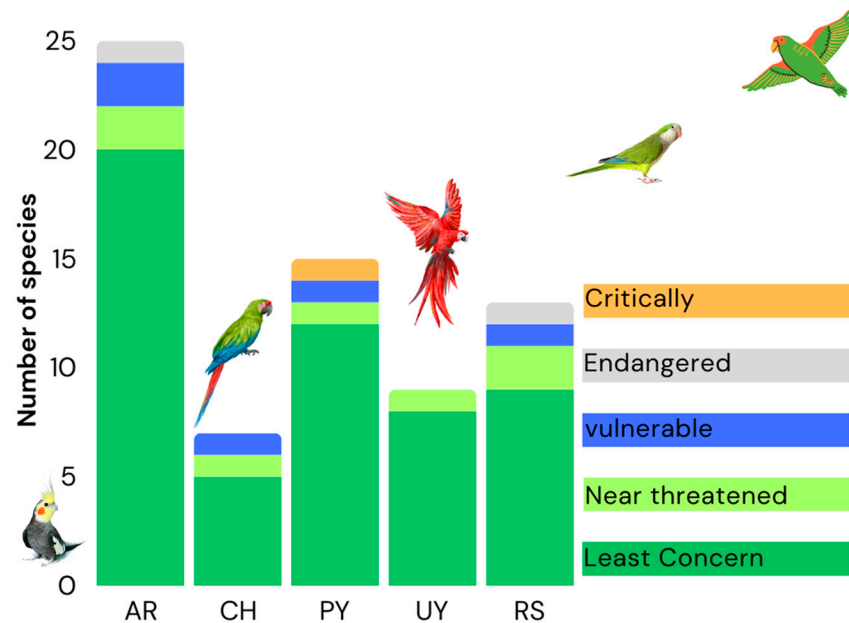 25
20
15
10
5
0
Number of species
AR CH PY UY RS
Critically
Endangered
vulnerable
Near threatened
Least Concern